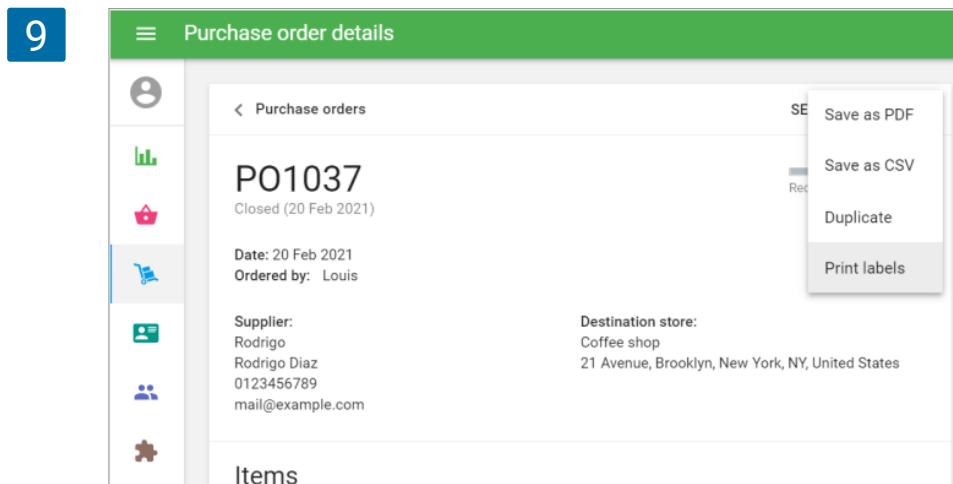 9
Purchase order details
Purchase orders
SE
Save as PDF
Save as CSV
Duplicate
Print labels
PO1037
Rec
Closed (20 Feb 2021)
Date: 20 Feb 2021
Ordered by: Louis
Supplier:
Rodrigo
Rodrigo Diaz
0123456789
mail@example.com
Destination store:
Coffee shop
21 Avenue, Brooklyn, New York, NY, United States
Items